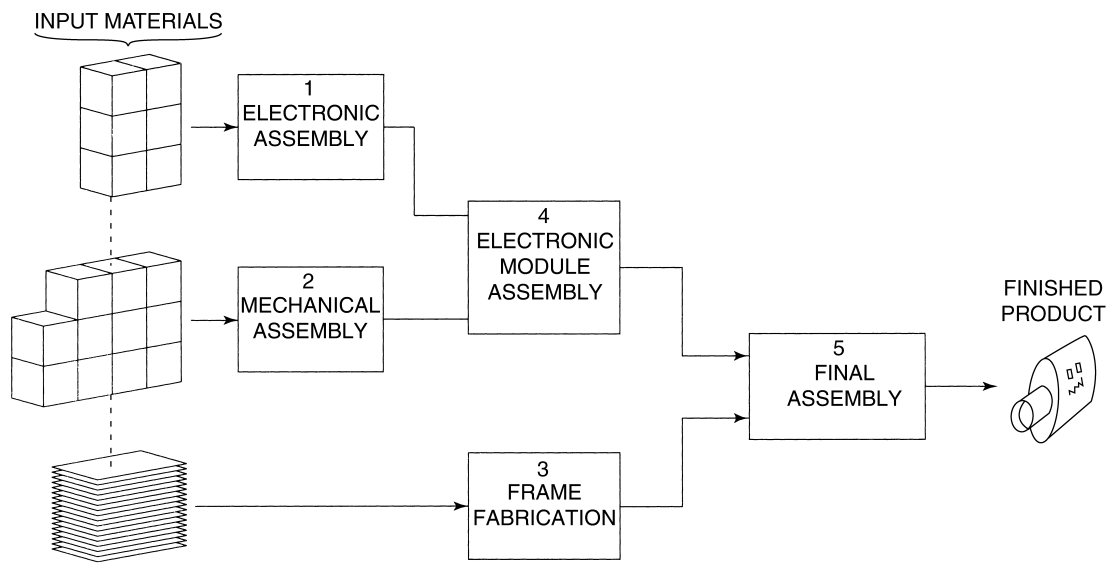 INPUT MATERIALS
1
ELECTRONIC
ASSEMBLY
2
MECHANICAL
ASSEMBLY
4
ELECTRONIC
MODULE
ASSEMBLY
3
FRAME
FABRICATION
5
FINAL
ASSEMBLY
FINISHED
PRODUCT